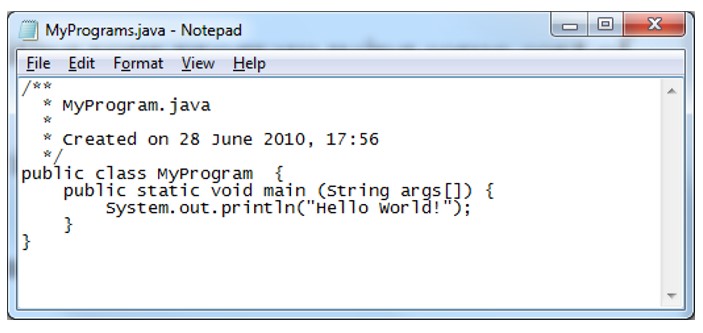 MyPrograms.java - Notepad
File Edit Format View Help
/**
 * MyProgram.java
 *
 * Created on 28 June 2010, 17:56
 */
public class MyProgram  {
    public static void main (String args[]) {
        System.out.println("Hello World!");
    }
}